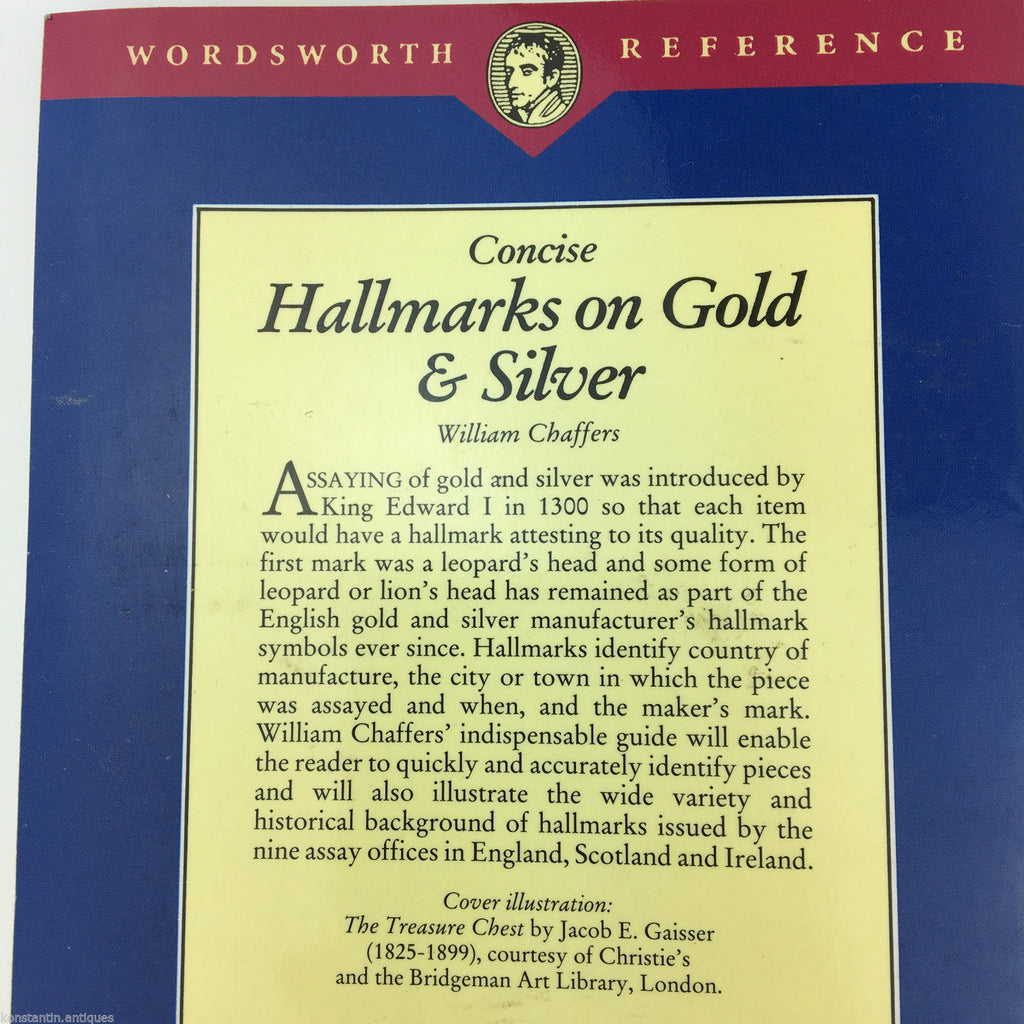 WORDSWORTH REFERENCE
Concise
Hallmarks on Gold
& Silver
William Chaffers
ASSAYING of gold and silver was introduced by
King Edward I in 1300 so that each item
would have a hallmark attesting to its quality. The
first mark was a leopard's head and some form of
leopard or lion's head has remained as part of the
English gold and silver manufacturer's hallmark
symbols ever since. Hallmarks identify country of
manufacture, the city or town in which the piece
was assayed and when, and the maker's mark.
William Chaffers' indispensable guide will enable
the reader to quickly and accurately identify pieces
and will also illustrate the wide variety and
historical background of hallmarks issued by the
nine assay offices in England, Scotland and Ireland.
Cover illustration:
The Treasure Chest by Jacob E. Gaisser
(1825-1899), courtesy of Christie's
and the Bridgeman Art Library, London.
konstantin.antiques